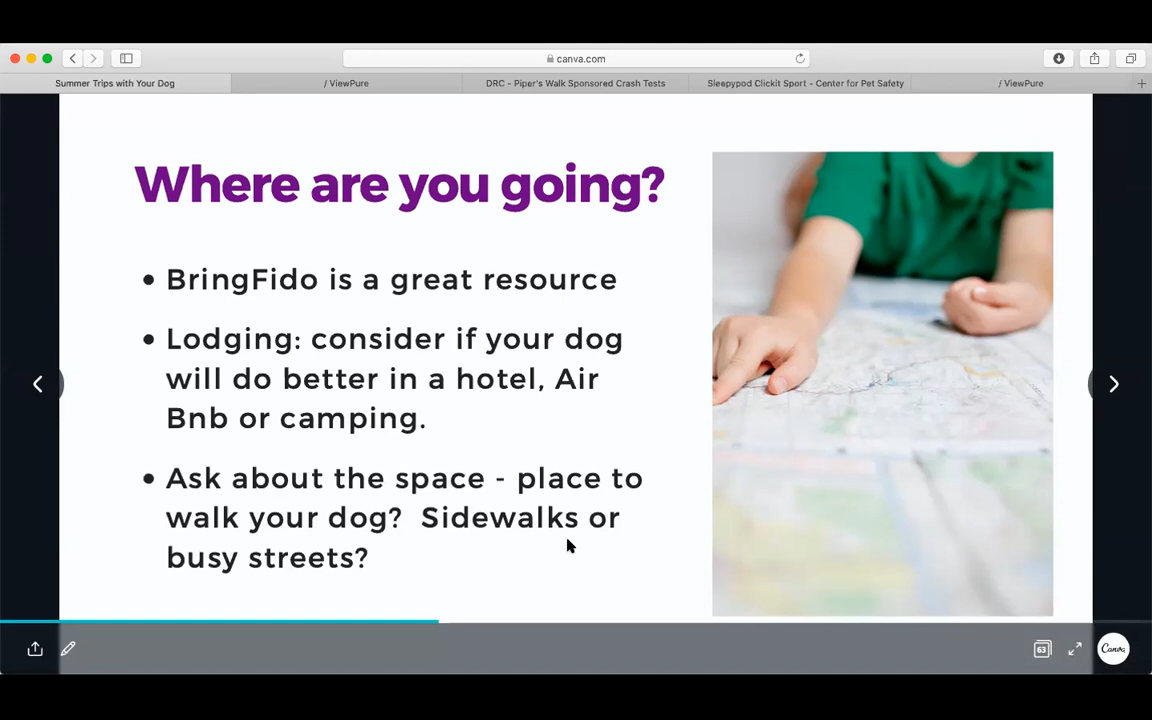 canva.com
Summer Trips with Your Dog
/ ViewPure
DRC - Piper's Walk Sponsored Crash Tests
Sleepypod Clickit Sport - Center for Pet Safety
/ ViewPure
Where are you going?
• BringFido is a great resource
• Lodging: consider if your dog
will do better in a hotel, Air
Bnb or camping.
• Ask about the space - place to
walk your dog?  Sidewalks or
busy streets?
63
Canva